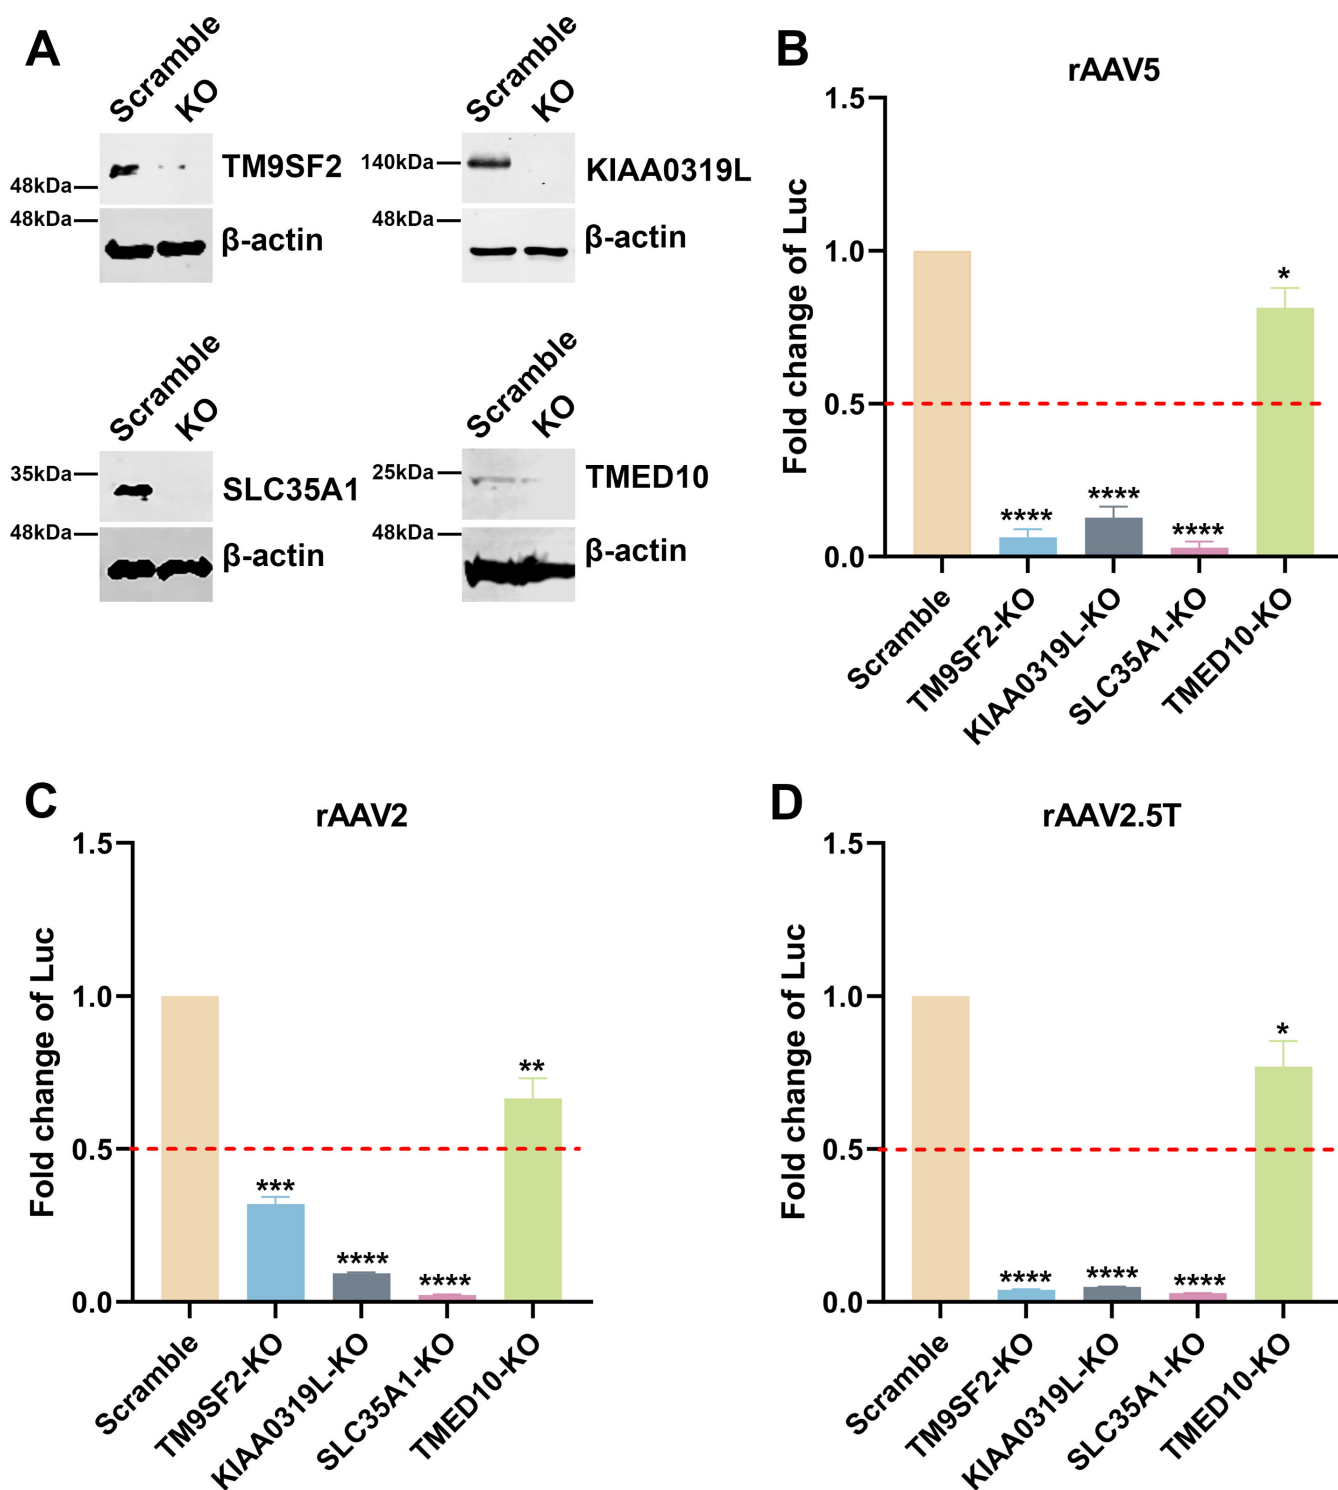 A
Scramble
KO
TM9SF2
48kDa
48kDa
β-actin
Scramble
KO
140kDa
KIAA0319L
48kDa
β-actin
Scramble
KO
35kDa
SLC35A1
48kDa
β-actin
Scramble
KO
25kDa
TMED10
48kDa
β-actin
B
rAAV5
Fold change of Luc
1.5
1.0
0.5
0.0
****
****
****
*
Scramble
TM9SF2-KO
KIAA0319L-KO
SLC35A1-KO
TMED10-KO
C
rAAV2
Fold change of Luc
1.5
1.0
0.5
0.0
***
****
****
**
Scramble
TM9SF2-KO
KIAA0319L-KO
SLC35A1-KO
TMED10-KO
D
rAAV2.5T
Fold change of Luc
1.5
1.0
0.5
0.0
****
****
****
*
Scramble
TM9SF2-KO
KIAA0319L-KO
SLC35A1-KO
TMED10-KO